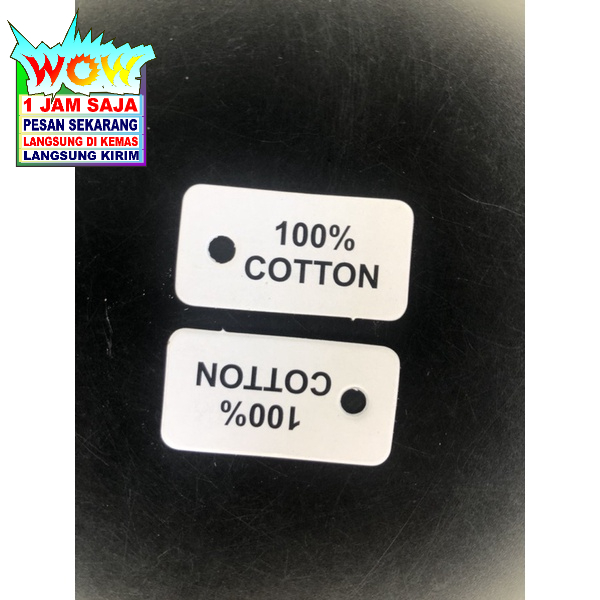 WOW
1 JAM SAJA
PESAN SEKARANG
LANGSUNG DI KEMAS
LANGSUNG KIRIM
100%
COTTON
100%
COTTON